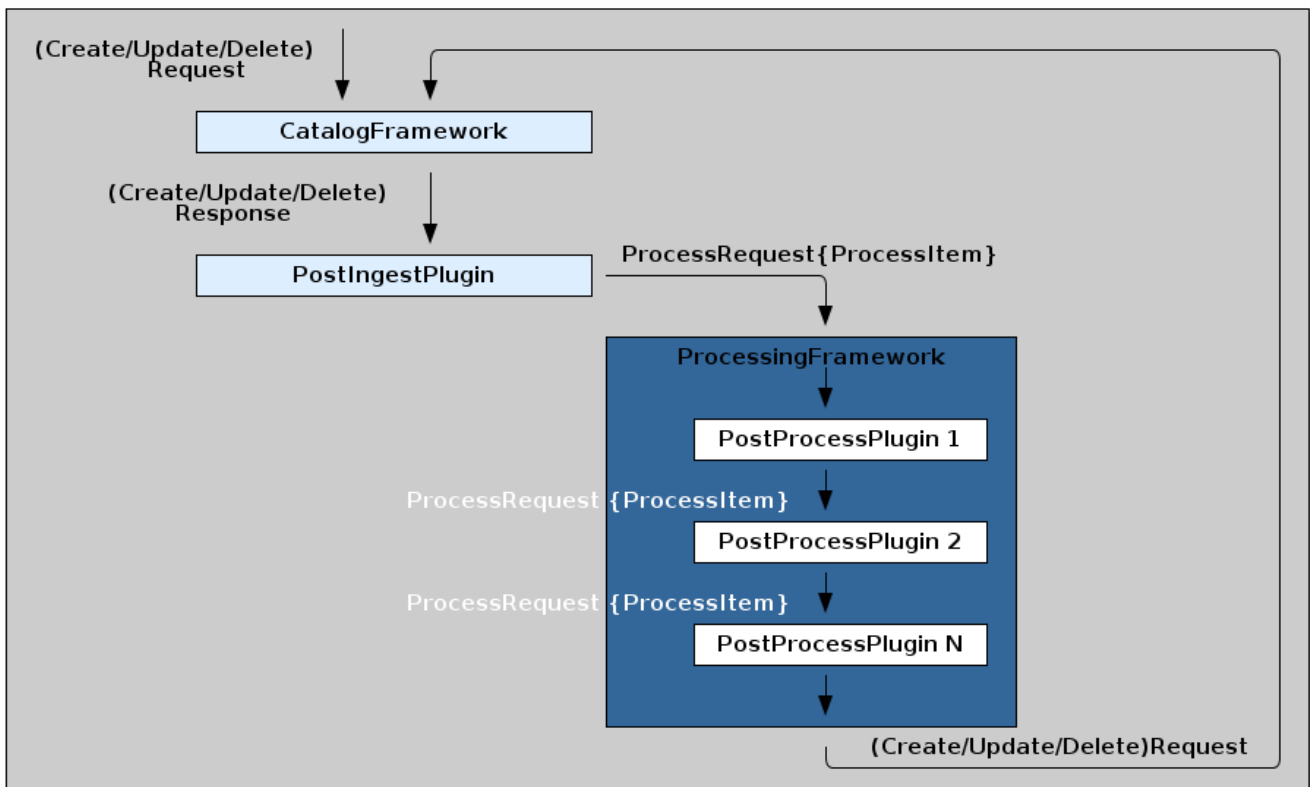 (Create/Update/Delete)
Request
CatalogFramework
(Create/Update/Delete)
Response
PostIngestPlugin
ProcessRequest{ProcessItem}
ProcessingFramework
PostProcessPlugin 1
ProcessRequest {ProcessItem}
PostProcessPlugin 2
ProcessRequest {ProcessItem}
PostProcessPlugin N
(Create/Update/Delete)Request